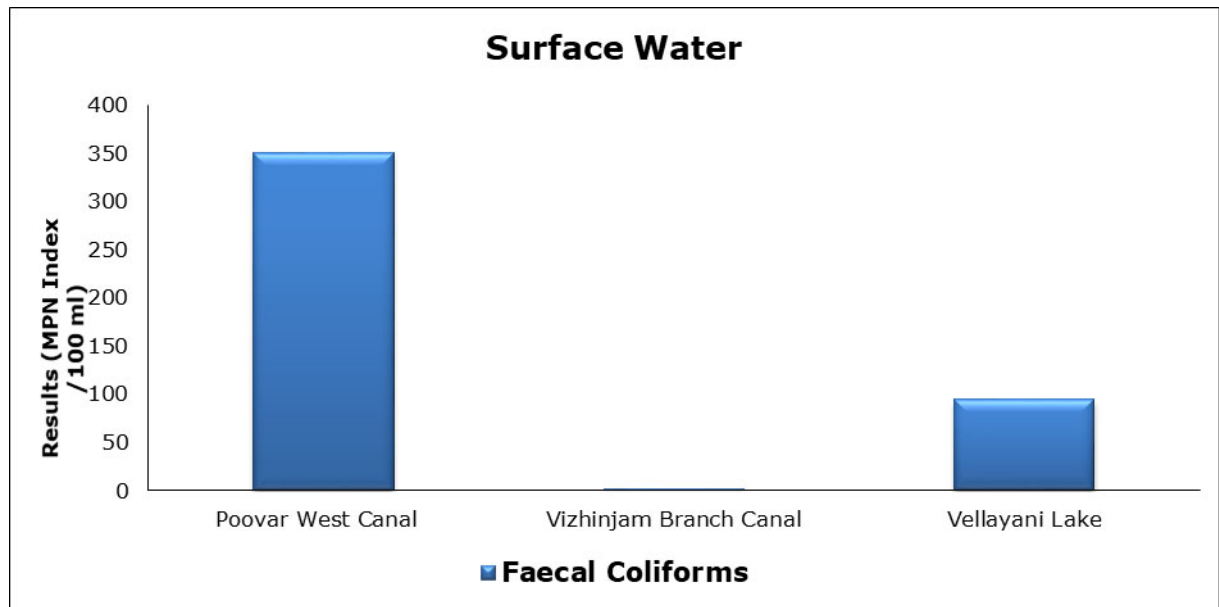 Surface Water
400
350
300
250
200
150
100
50
0
Results (MPN Index
/100 ml)
Poovar West Canal
Vizhinjam Branch Canal
Vellayani Lake
Faecal Coliforms